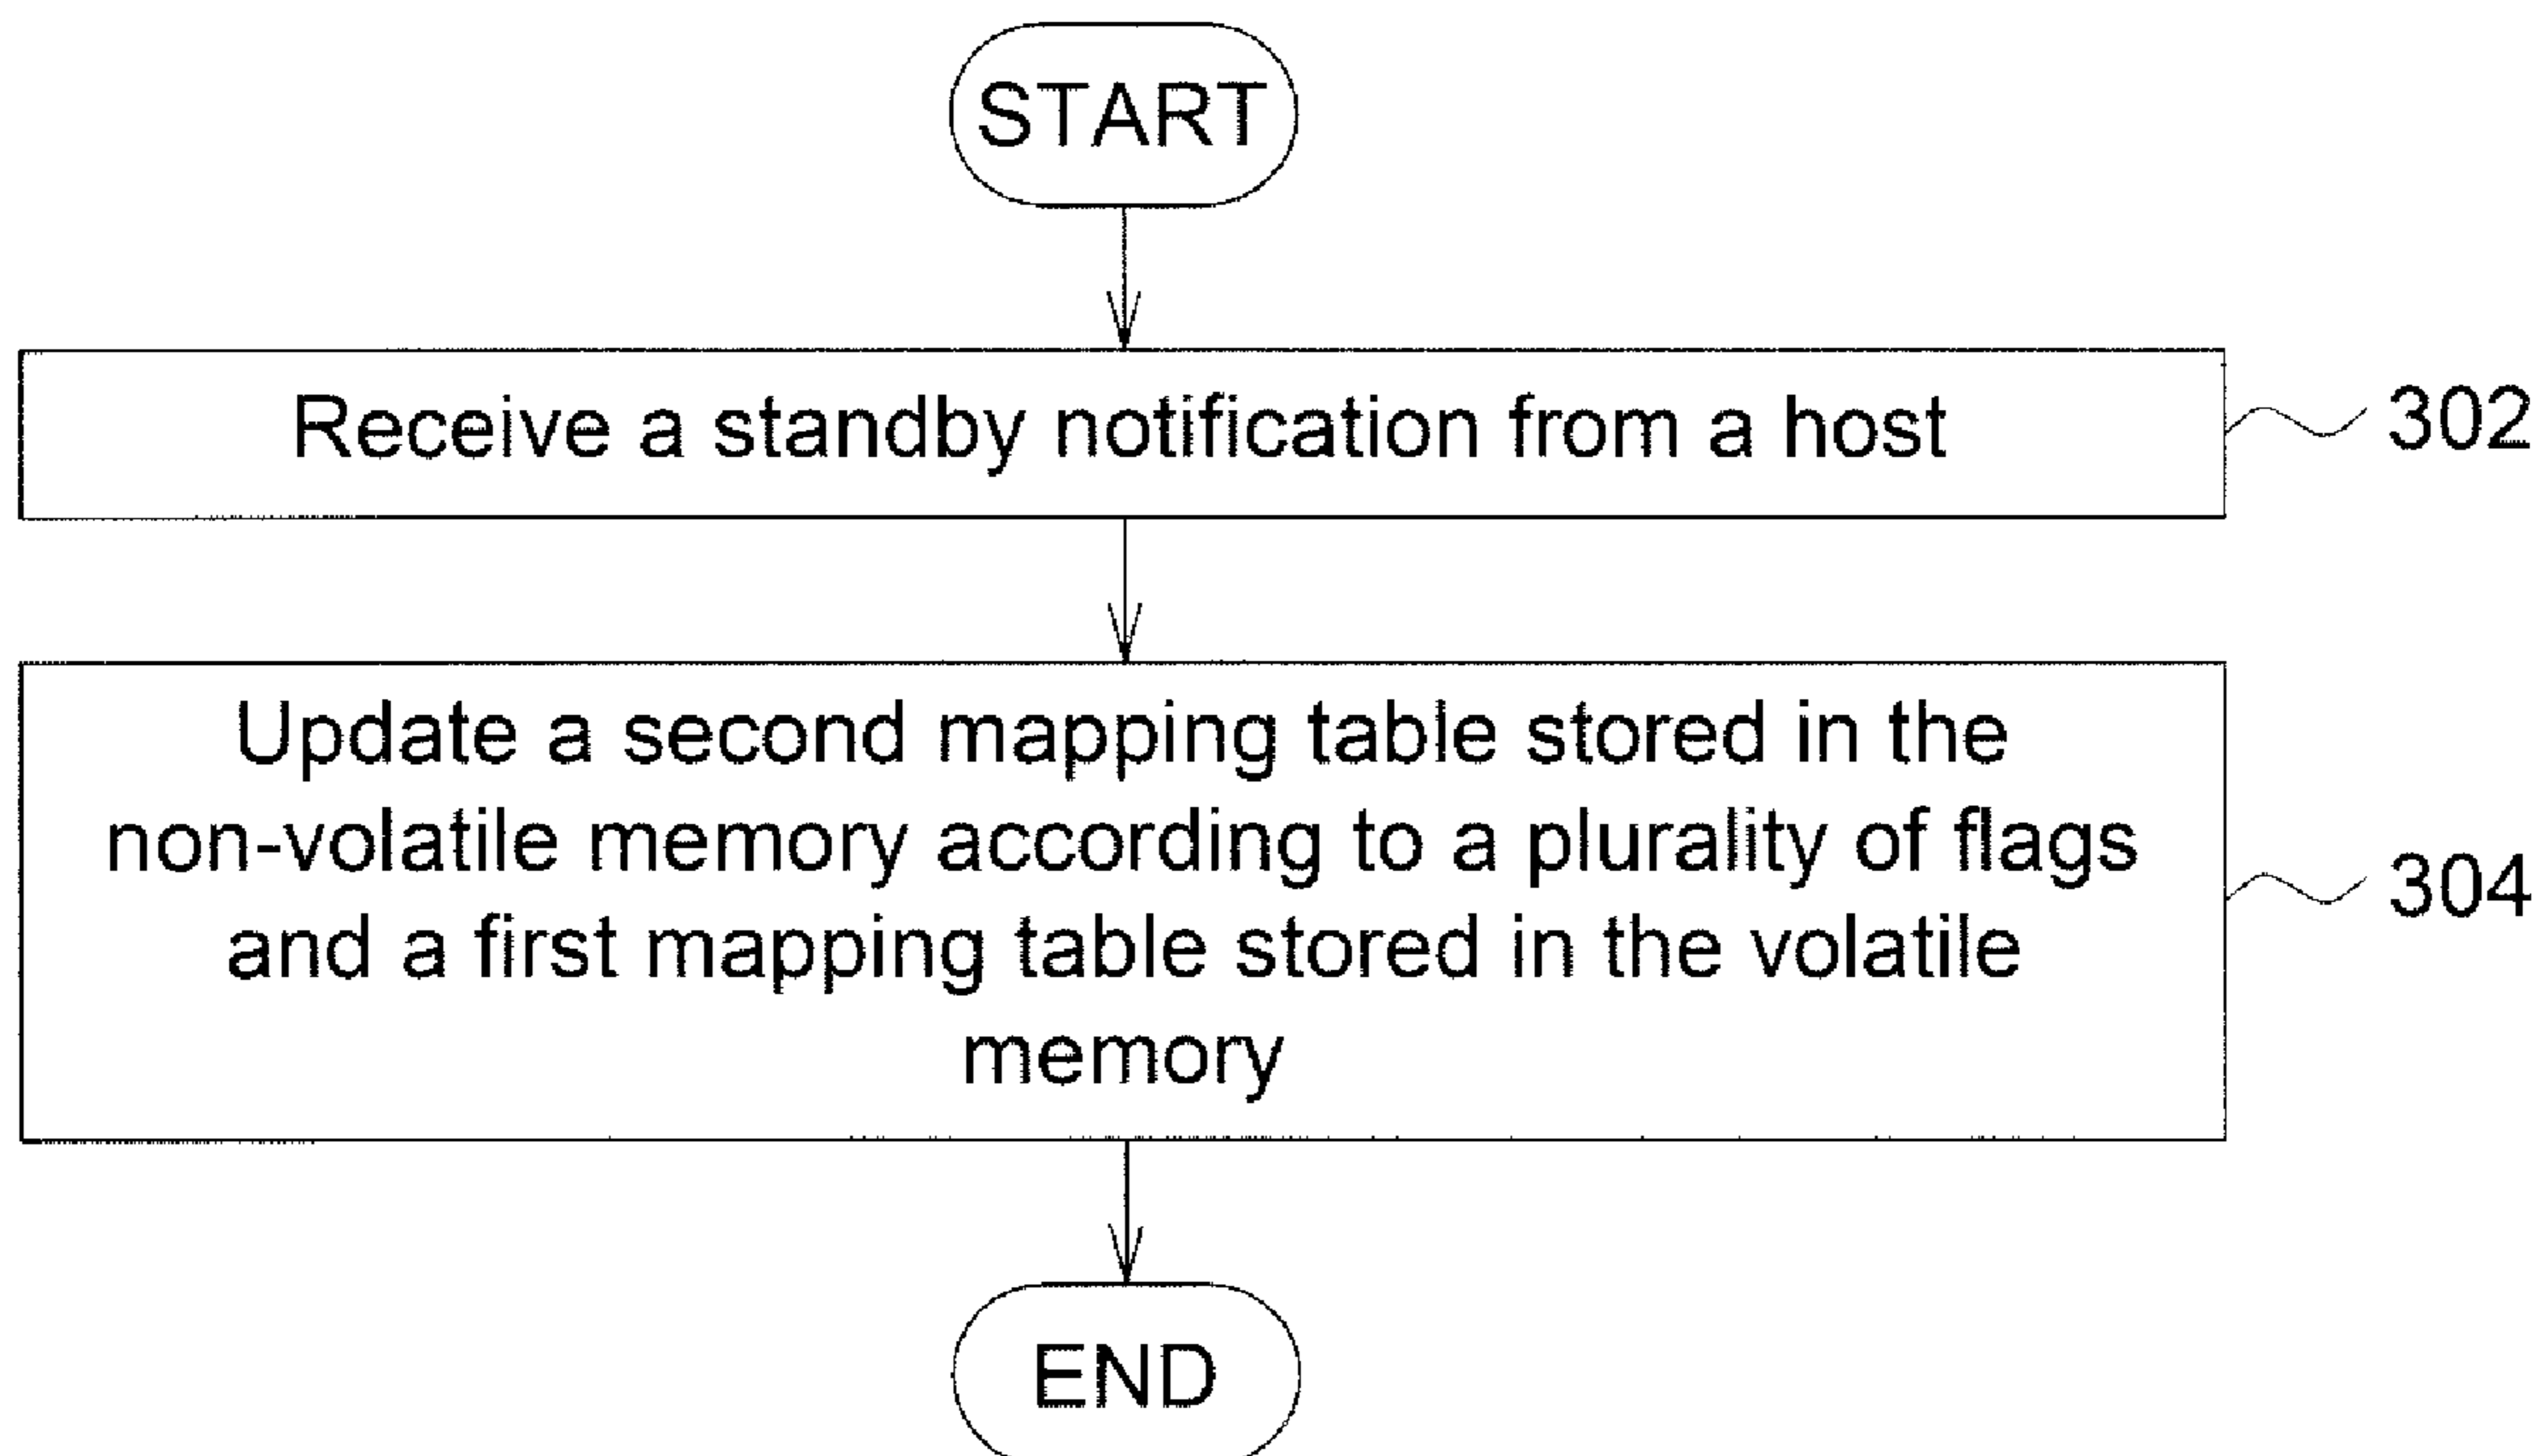 START
Receive a standby notification from a host
302
Update a second mapping table stored in the
non-volatile memory according to a plurality of flags
and a first mapping table stored in the volatile
memory
304
END